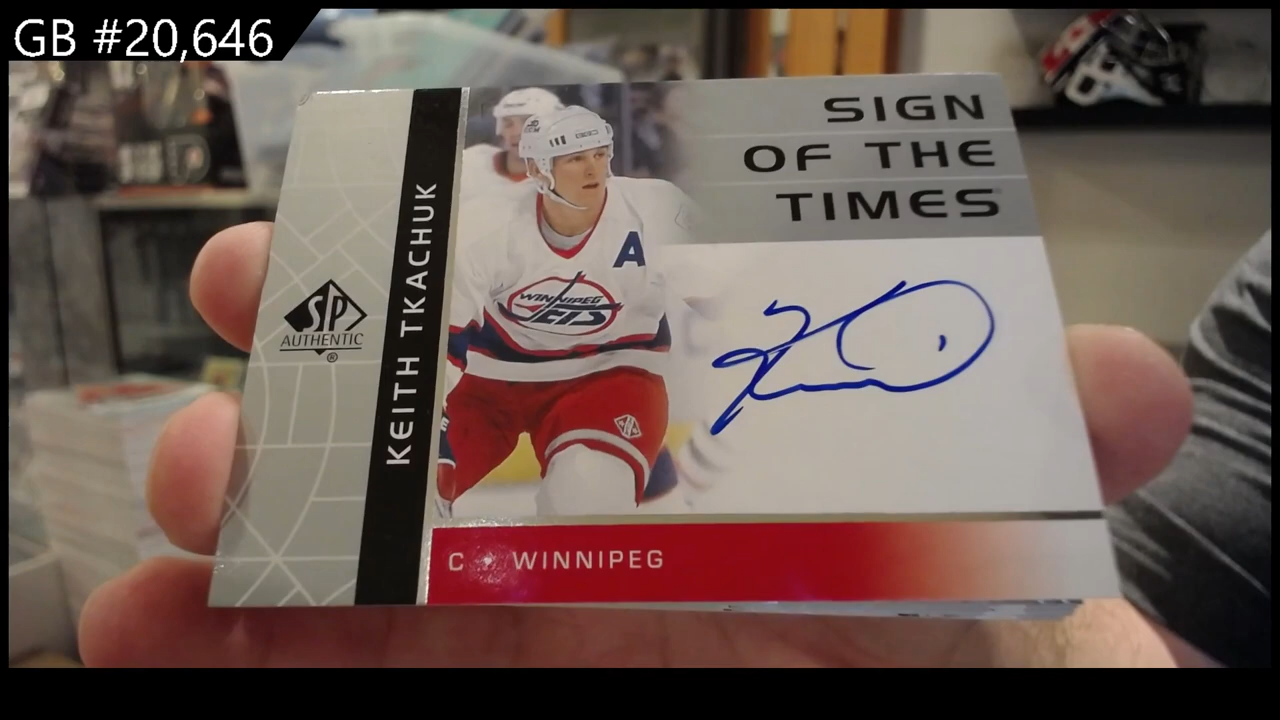 GB #20,646
SIGN
OF THE
TIMES
KEITH TKACHUK
SP
AUTHENTIC
®
A
WINNIPEG
JETS
C • WINNIPEG